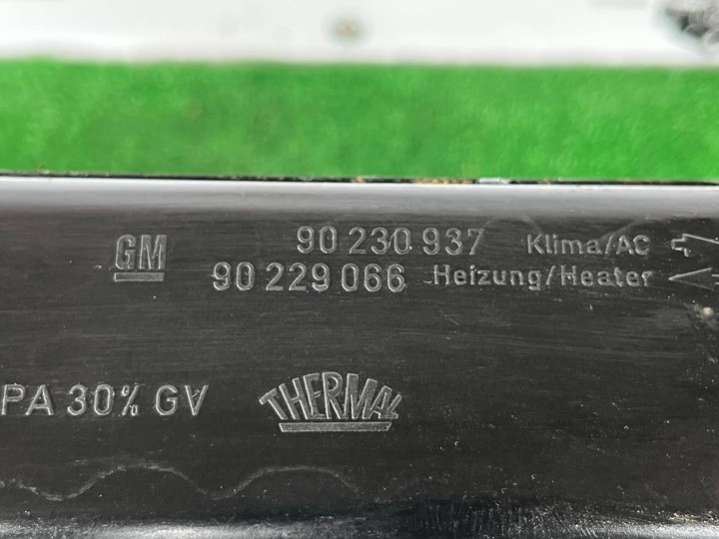 GM 90 230 937 Klima/AC
90 229 066 Heizung/Heater
PA 30% GV THERMAL